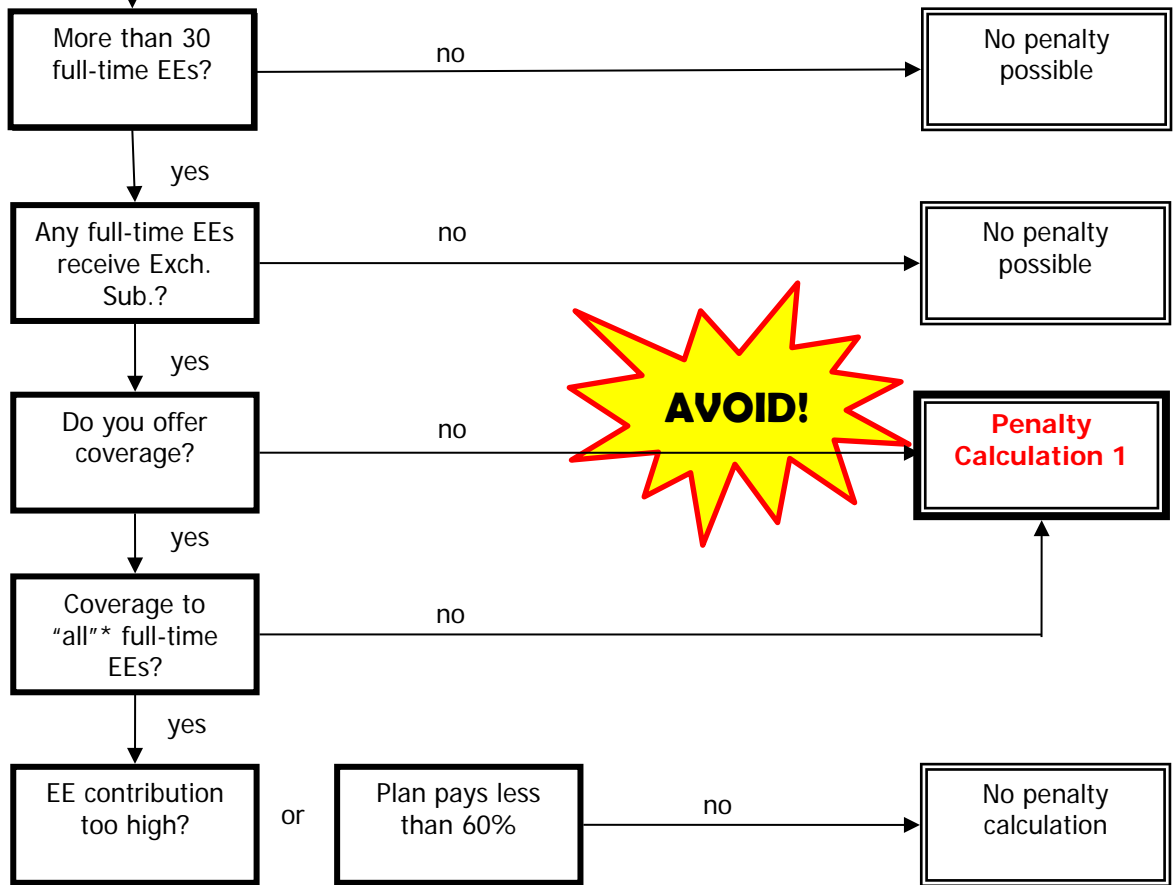 More than 30
full-time EEs?
no
No penalty
possible
yes
Any full-time EEs
receive Exch.
Sub.?
no
No penalty
possible
yes
Do you offer
coverage?
no
AVOID!
Penalty
Calculation 1
yes
Coverage to
“all”* full-time
EEs?
no
yes
EE contribution
too high?
or
Plan pays less
than 60%
no
No penalty
calculation